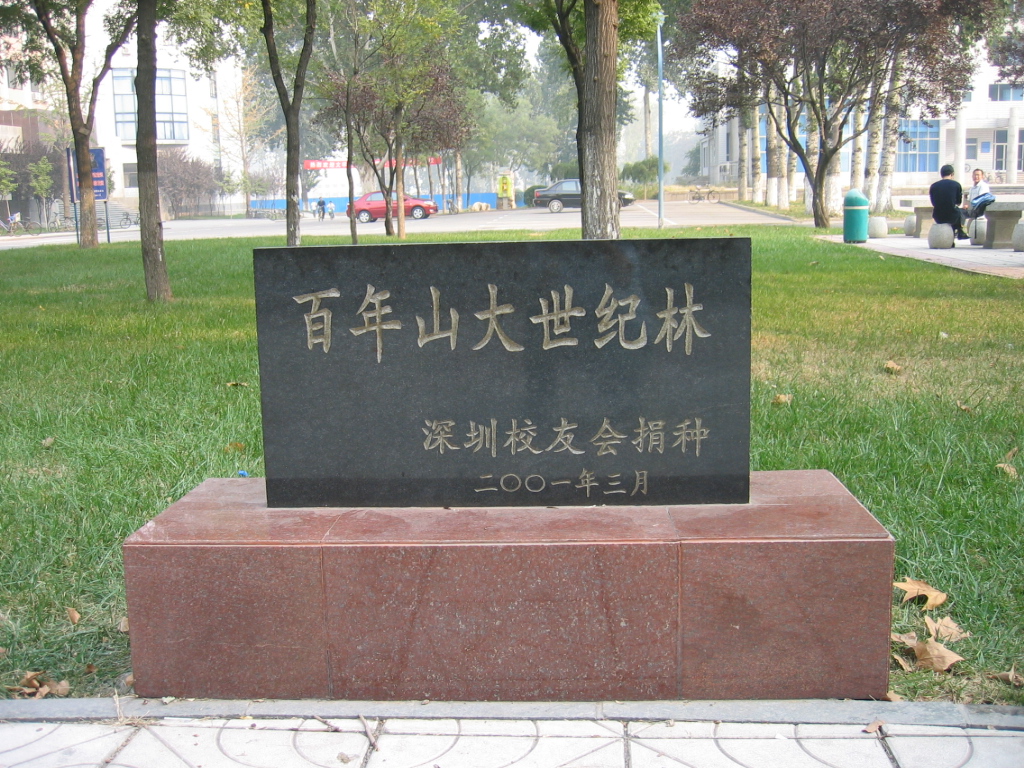 百年山大世纪林
深圳校友会捐种
二〇〇一年三月